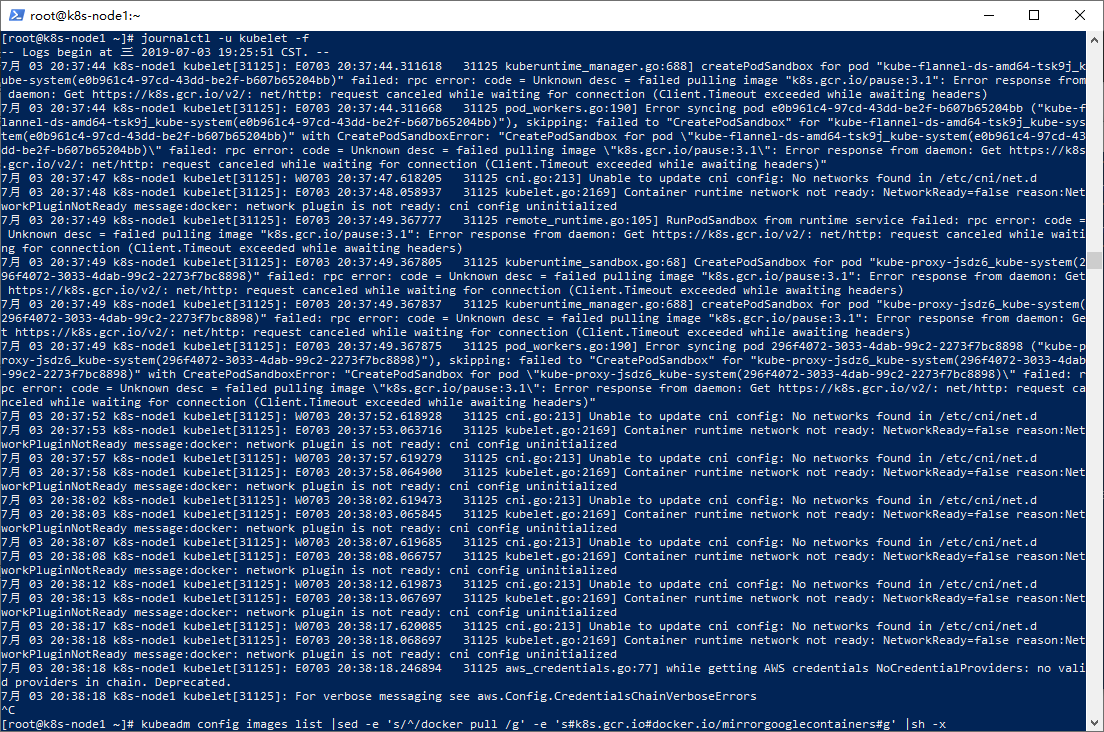 root@k8s-node1:~
[root@k8s-node1 ~]# journalctl -u kubelet -f
-- Logs begin at 三 2019-07-03 19:25:51 CST. --
7月 03 20:37:44 k8s-node1 kubelet[31125]: E0703 20:37:44.311618   31125 kuberuntime_manager.go:688] createPodSandbox for pod "kube-flannel-ds-amd64-tsk9j_k
ube-system(e0b961c4-97cd-43dd-be2f-b607b65204bb)" failed: rpc error: code = Unknown desc = failed pulling image "k8s.gcr.io/pause:3.1": Error response from
 daemon: Get https://k8s.gcr.io/v2/: net/http: request canceled while waiting for connection (Client.Timeout exceeded while awaiting headers)
7月 03 20:37:44 k8s-node1 kubelet[31125]: E0703 20:37:44.311668   31125 pod_workers.go:190] Error syncing pod e0b961c4-97cd-43dd-be2f-b607b65204bb ("kube-f
lannel-ds-amd64-tsk9j_kube-system(e0b961c4-97cd-43dd-be2f-b607b65204bb)"), skipping: failed to "CreatePodSandbox" for "kube-flannel-ds-amd64-tsk9j_kube-sys
tem(e0b961c4-97cd-43dd-be2f-b607b65204bb)" with CreatePodSandboxError: "CreatePodSandbox for pod \"kube-flannel-ds-amd64-tsk9j_kube-system(e0b961c4-97cd-43
dd-be2f-b607b65204bb)\" failed: rpc error: code = Unknown desc = failed pulling image \"k8s.gcr.io/pause:3.1\": Error response from daemon: Get https://k8s
.gcr.io/v2/: net/http: request canceled while waiting for connection (Client.Timeout exceeded while awaiting headers)"
7月 03 20:37:47 k8s-node1 kubelet[31125]: W0703 20:37:47.618205   31125 cni.go:213] Unable to update cni config: No networks found in /etc/cni/net.d
7月 03 20:37:48 k8s-node1 kubelet[31125]: E0703 20:37:48.058937   31125 kubelet.go:2169] Container runtime network not ready: NetworkReady=false reason:Net
workPluginNotReady message:docker: network plugin is not ready: cni config uninitialized
7月 03 20:37:49 k8s-node1 kubelet[31125]: E0703 20:37:49.367777   31125 remote_runtime.go:105] RunPodSandbox from runtime service failed: rpc error: code =
 Unknown desc = failed pulling image "k8s.gcr.io/pause:3.1": Error response from daemon: Get https://k8s.gcr.io/v2/: net/http: request canceled while waiti
ng for connection (Client.Timeout exceeded while awaiting headers)
7月 03 20:37:49 k8s-node1 kubelet[31125]: E0703 20:37:49.367805   31125 kuberuntime_sandbox.go:68] CreatePodSandbox for pod "kube-proxy-jsdz6_kube-system(2
96f4072-3033-4dab-99c2-2273f7bc8898)" failed: rpc error: code = Unknown desc = failed pulling image "k8s.gcr.io/pause:3.1": Error response from daemon: Get
 https://k8s.gcr.io/v2/: net/http: request canceled while waiting for connection (Client.Timeout exceeded while awaiting headers)
7月 03 20:37:49 k8s-node1 kubelet[31125]: E0703 20:37:49.367837   31125 kuberuntime_manager.go:688] createPodSandbox for pod "kube-proxy-jsdz6_kube-system(
296f4072-3033-4dab-99c2-2273f7bc8898)" failed: rpc error: code = Unknown desc = failed pulling image "k8s.gcr.io/pause:3.1": Error response from daemon: Ge
t https://k8s.gcr.io/v2/: net/http: request canceled while waiting for connection (Client.Timeout exceeded while awaiting headers)
7月 03 20:37:49 k8s-node1 kubelet[31125]: E0703 20:37:49.367875   31125 pod_workers.go:190] Error syncing pod 296f4072-3033-4dab-99c2-2273f7bc8898 ("kube-p
roxy-jsdz6_kube-system(296f4072-3033-4dab-99c2-2273f7bc8898)"), skipping: failed to "CreatePodSandbox" for "kube-proxy-jsdz6_kube-system(296f4072-3033-4dab
-99c2-2273f7bc8898)" with CreatePodSandboxError: "CreatePodSandbox for pod \"kube-proxy-jsdz6_kube-system(296f4072-3033-4dab-99c2-2273f7bc8898)\" failed: r
pc error: code = Unknown desc = failed pulling image \"k8s.gcr.io/pause:3.1\": Error response from daemon: Get https://k8s.gcr.io/v2/: net/http: request ca
nceled while waiting for connection (Client.Timeout exceeded while awaiting headers)"
7月 03 20:37:52 k8s-node1 kubelet[31125]: W0703 20:37:52.618928   31125 cni.go:213] Unable to update cni config: No networks found in /etc/cni/net.d
7月 03 20:37:53 k8s-node1 kubelet[31125]: E0703 20:37:53.063716   31125 kubelet.go:2169] Container runtime network not ready: NetworkReady=false reason:Net
workPluginNotReady message:docker: network plugin is not ready: cni config uninitialized
7月 03 20:37:57 k8s-node1 kubelet[31125]: W0703 20:37:57.619279   31125 cni.go:213] Unable to update cni config: No networks found in /etc/cni/net.d
7月 03 20:37:58 k8s-node1 kubelet[31125]: E0703 20:37:58.064900   31125 kubelet.go:2169] Container runtime network not ready: NetworkReady=false reason:Net
workPluginNotReady message:docker: network plugin is not ready: cni config uninitialized
7月 03 20:38:02 k8s-node1 kubelet[31125]: W0703 20:38:02.619473   31125 cni.go:213] Unable to update cni config: No networks found in /etc/cni/net.d
7月 03 20:38:03 k8s-node1 kubelet[31125]: E0703 20:38:03.065845   31125 kubelet.go:2169] Container runtime network not ready: NetworkReady=false reason:Net
workPluginNotReady message:docker: network plugin is not ready: cni config uninitialized
7月 03 20:38:07 k8s-node1 kubelet[31125]: W0703 20:38:07.619685   31125 cni.go:213] Unable to update cni config: No networks found in /etc/cni/net.d
7月 03 20:38:08 k8s-node1 kubelet[31125]: E0703 20:38:08.066757   31125 kubelet.go:2169] Container runtime network not ready: NetworkReady=false reason:Net
workPluginNotReady message:docker: network plugin is not ready: cni config uninitialized
7月 03 20:38:12 k8s-node1 kubelet[31125]: W0703 20:38:12.619873   31125 cni.go:213] Unable to update cni config: No networks found in /etc/cni/net.d
7月 03 20:38:13 k8s-node1 kubelet[31125]: E0703 20:38:13.067697   31125 kubelet.go:2169] Container runtime network not ready: NetworkReady=false reason:Net
workPluginNotReady message:docker: network plugin is not ready: cni config uninitialized
7月 03 20:38:17 k8s-node1 kubelet[31125]: W0703 20:38:17.620085   31125 cni.go:213] Unable to update cni config: No networks found in /etc/cni/net.d
7月 03 20:38:18 k8s-node1 kubelet[31125]: E0703 20:38:18.068697   31125 kubelet.go:2169] Container runtime network not ready: NetworkReady=false reason:Net
workPluginNotReady message:docker: network plugin is not ready: cni config uninitialized
7月 03 20:38:18 k8s-node1 kubelet[31125]: E0703 20:38:18.246894   31125 aws_credentials.go:77] while getting AWS credentials NoCredentialProviders: no vali
d providers in chain. Deprecated.
7月 03 20:38:18 k8s-node1 kubelet[31125]: For verbose messaging see aws.Config.CredentialsChainVerboseErrors
^C
[root@k8s-node1 ~]# kubeadm config images list |sed -e 's/^/docker pull /g' -e 's#k8s.gcr.io#docker.io/mirrorgooglecontainers#g' |sh -x